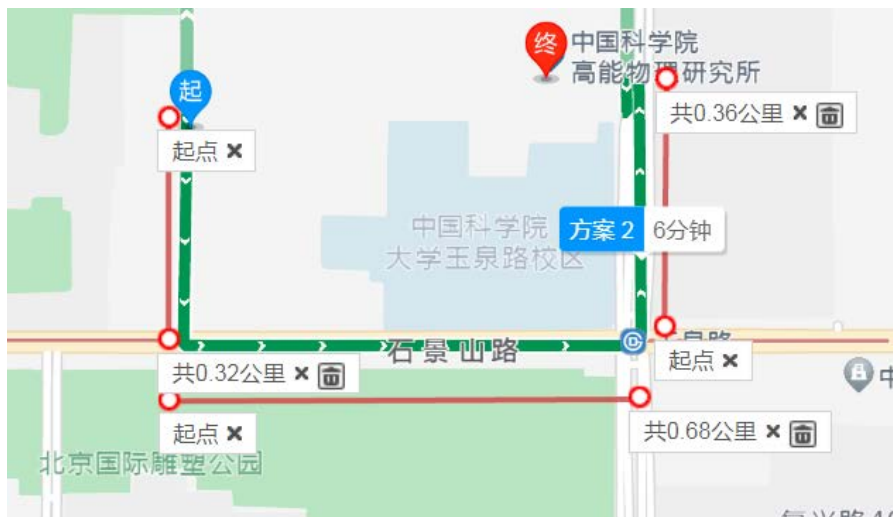 终
中国科学院
高能物理研究所
起
共0.36公里
起点
中国科学院
大学玉泉路校区
方案 2
6分钟
石景山路
起点
共0.32公里
中
起点
共0.68公里
北京国际雕塑公园